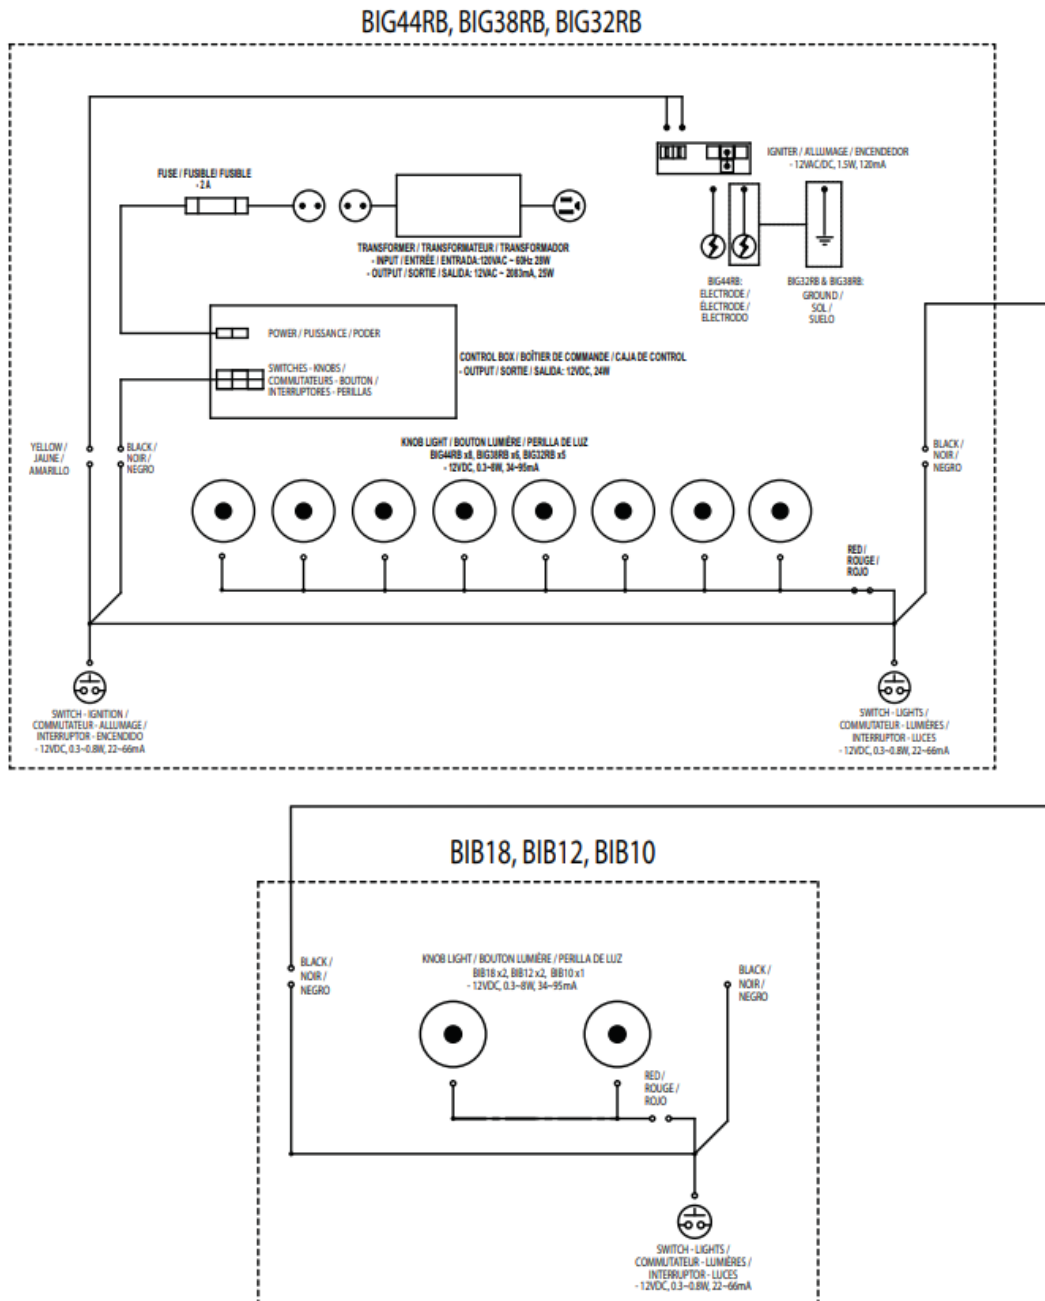 BIG44RB, BIG38RB, BIG32RB
IGNITER / A'LLUMAGE / ENCENDEDOR
- 12VAC/DC, 1.5W, 120mA
FUSE / FUSIBLE/ FUSIBLE
- 2 A
TRANSFORMER / TRANSFORMATEUR / TRANSFORMADOR
- INPUT / ENTRÉE / ENTRADA:120VAC ~ 60Hz 28W
- OUTPUT / SORTIE / SALIDA: 12VAC ~ 2083mA, 25W
BIG44RB:
ELECTRODE /
ÉLECTRODE /
ELECTRODO
BIG32RB & BIG38RB:
GROUND /
SOL /
SUELO
POWER / PUISSANCE / PODER
SWITCHES - KNOBS /
COMMUTATEURS - BOUTON /
INTERRUPTORES - PERILLAS
CONTROL BOX / BOÎTIER DE COMMANDE / CAJA DE CONTROL
- OUTPUT / SORTIE / SALIDA: 12VDC, 24W
YELLOW /
JAUNE /
AMARILLO
BLACK /
NOIR /
NEGRO
KNOB LIGHT / BOUTON LUMIÈRE / PERILLA DE LUZ
BIG44RB x8, BIG38RB x6, BIG32RB x5
- 12VDC, 0.3~8W, 34~95mA
BLACK /
NOIR /
NEGRO
RED /
ROUGE /
ROJO
SWITCH - IGNITION /
COMMUTATEUR - ALLUMAGE /
INTERRUPTOR - ENCENDIDO
- 12VDC, 0.3~0.8W, 22~66mA
SWITCH - LIGHTS /
COMMUTATEUR - LUMIÈRES /
INTERRUPTOR - LUCES
- 12VDC, 0.3~0.8W, 22~66mA
BIB18, BIB12, BIB10
BLACK /
NOIR /
NEGRO
KNOB LIGHT / BOUTON LUMIÈRE / PERILLA DE LUZ
BIB18 x2, BIB12 x2, BIB10 x1
- 12VDC, 0.3~8W, 34~95mA
BLACK /
NOIR /
NEGRO
RED /
ROUGE /
ROJO
SWITCH - LIGHTS /
COMMUTATEUR - LUMIÈRES /
INTERRUPTOR - LUCES
- 12VDC, 0.3~0.8W, 22~66mA